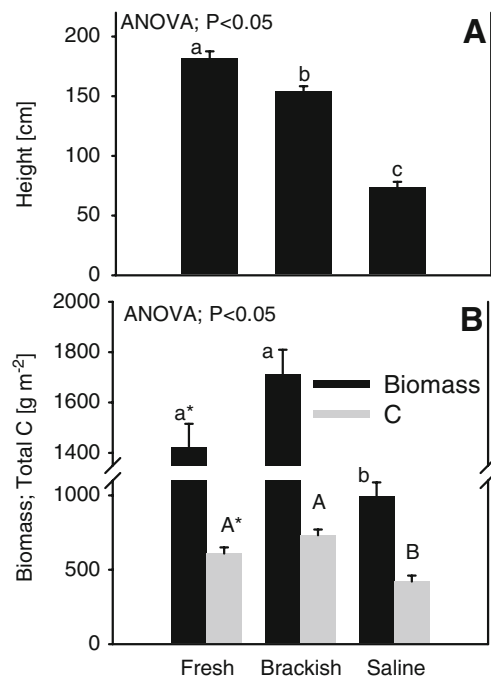 ANOVA; P<0.05
A
200
150
100
50
0
Height [cm]
a
b
c
2000
1800
1600
1400
1000
500
0
Biomass; Total C [g m⁻²]
ANOVA; P<0.05
B
Biomass
C
a*
A*
a
A
b
B
Fresh Brackish Saline